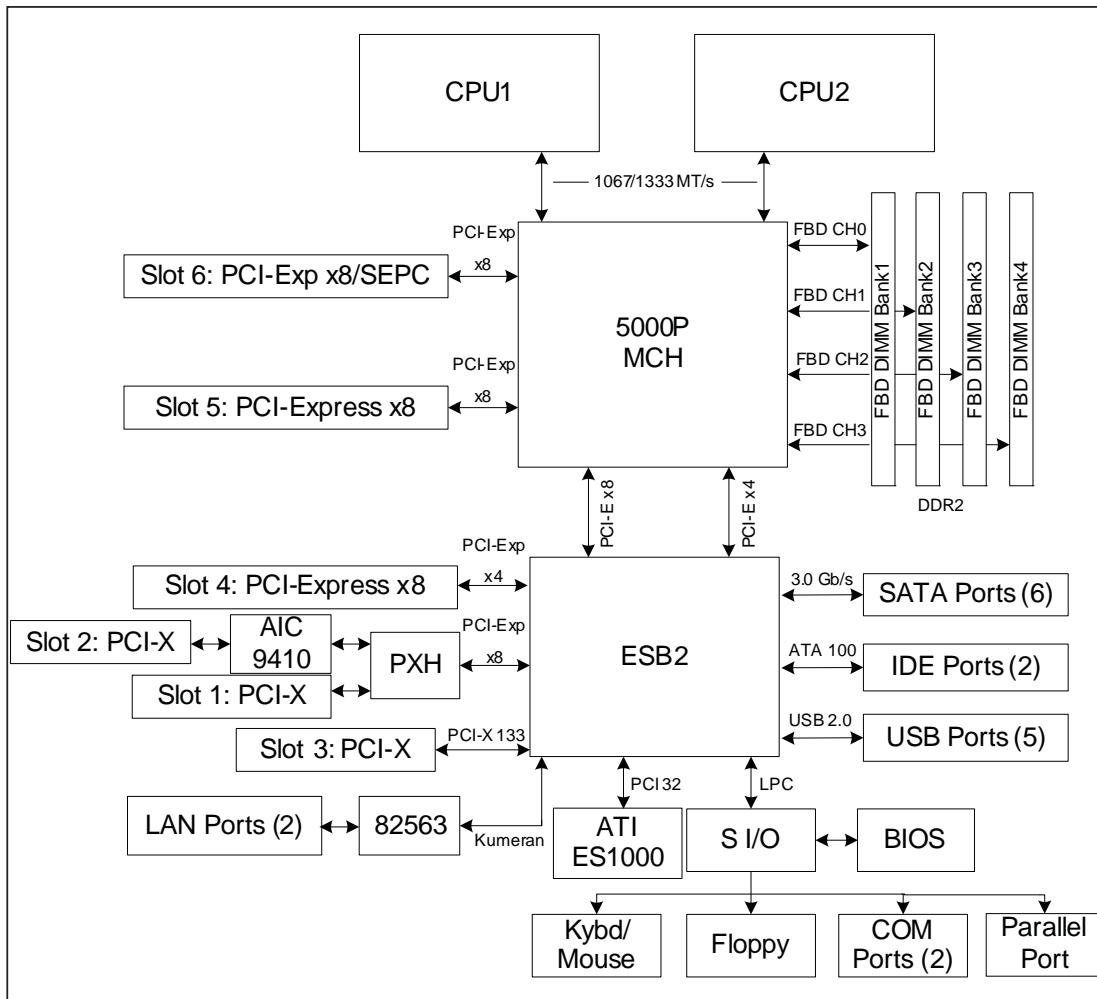 CPU1
CPU2
1067/1333 MT/s
PCI-Exp
x8
Slot 6: PCI-Exp x8/SEPC
PCI-Exp
x8
Slot 5: PCI-Express x8
5000P
MCH
FBD CH0
FBD CH1
FBD CH2
FBD CH3
FBD DIMM Bank1
FBD DIMM Bank2
FBD DIMM Bank3
FBD DIMM Bank4
DDR2
PCI-E x8
PCI-E x4
PCI-Exp
x4
Slot 4: PCI-Express x8
Slot 2: PCI-X
AIC
9410
PXH
PCI-Exp
x8
Slot 1: PCI-X
Slot 3: PCI-X
PCI-X 133
ESB2
3.0 Gb/s
SATA Ports (6)
ATA 100
IDE Ports (2)
USB 2.0
USB Ports (5)
LAN Ports (2)
82563
Kumeran
PCI 32
ATI
ES1000
LPC
S I/O
BIOS
Kybd/
Mouse
Floppy
COM
Ports (2)
Parallel
Port